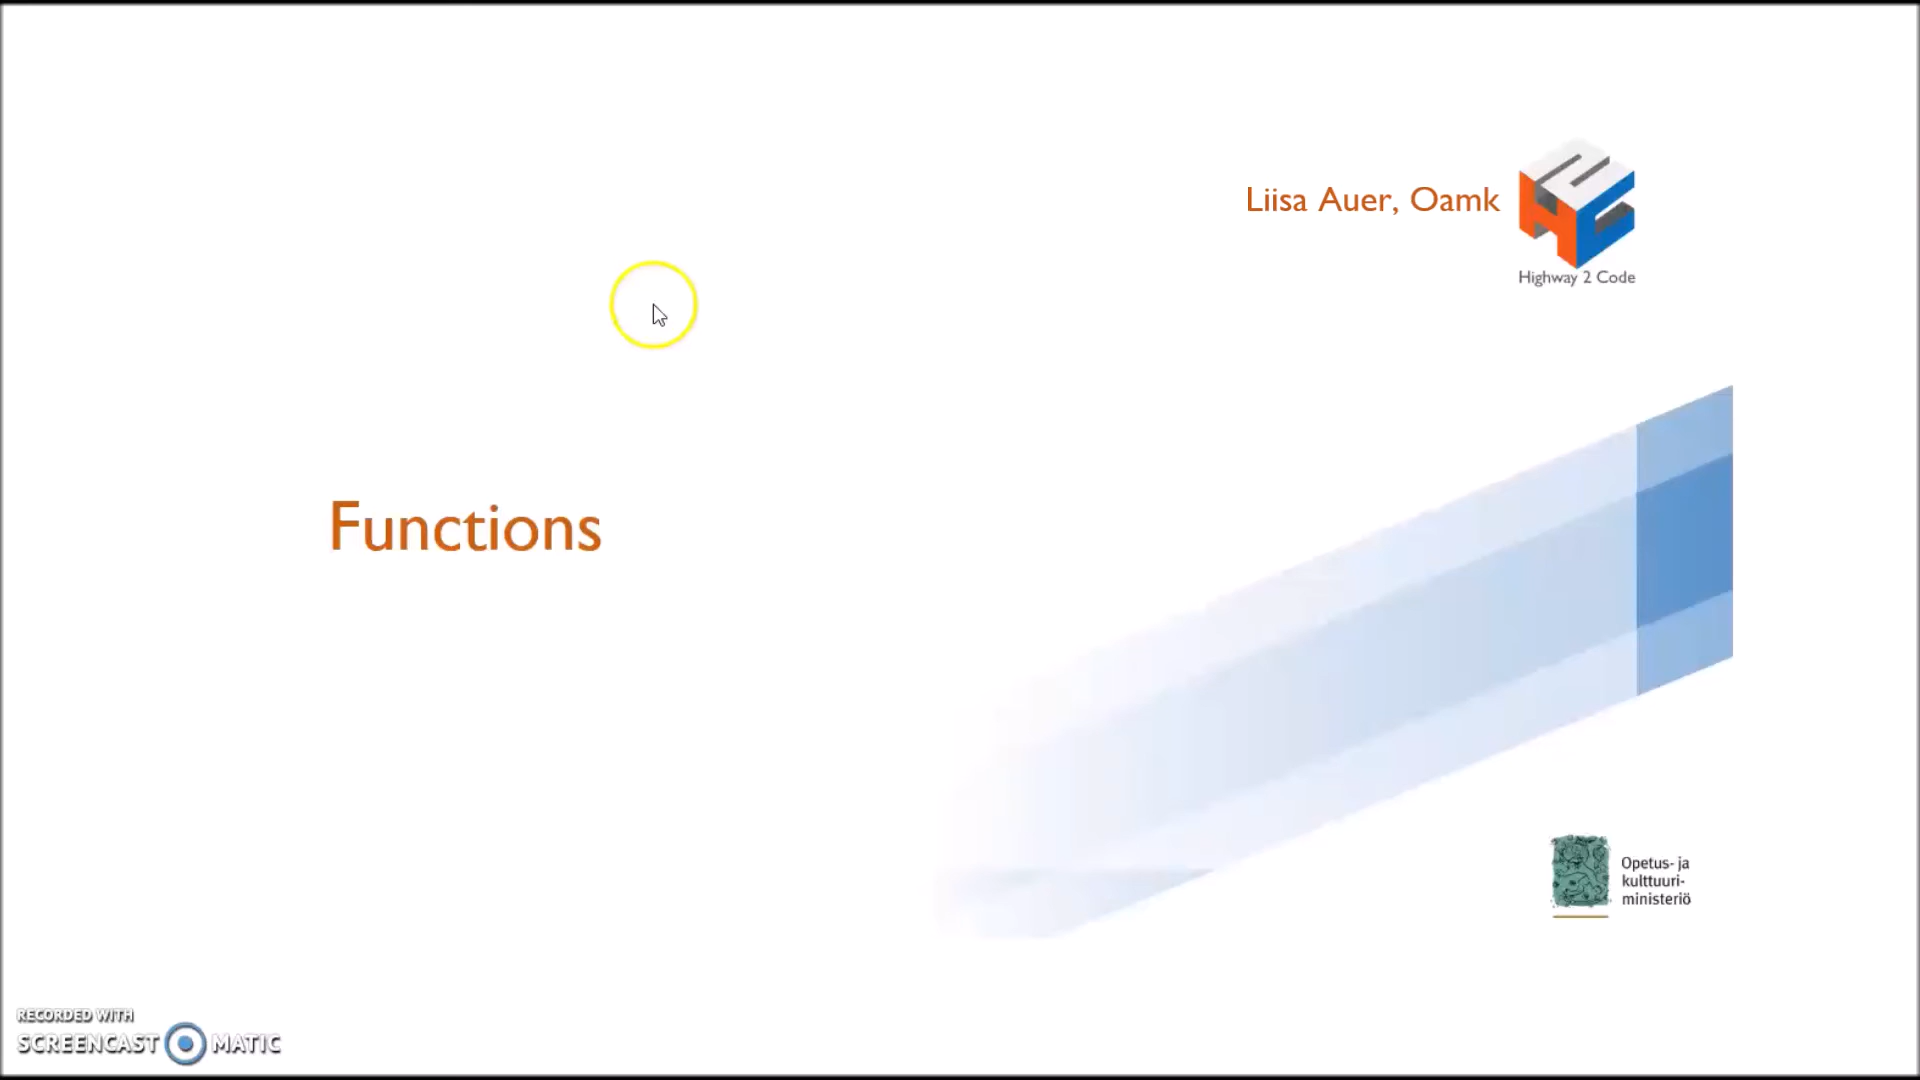 Liisa Auer, Oamk
Highway 2 Code
Functions
Opetus- ja
kulttuuri-
ministeriö
RECORDED WITH
SCREENCAST MATIC